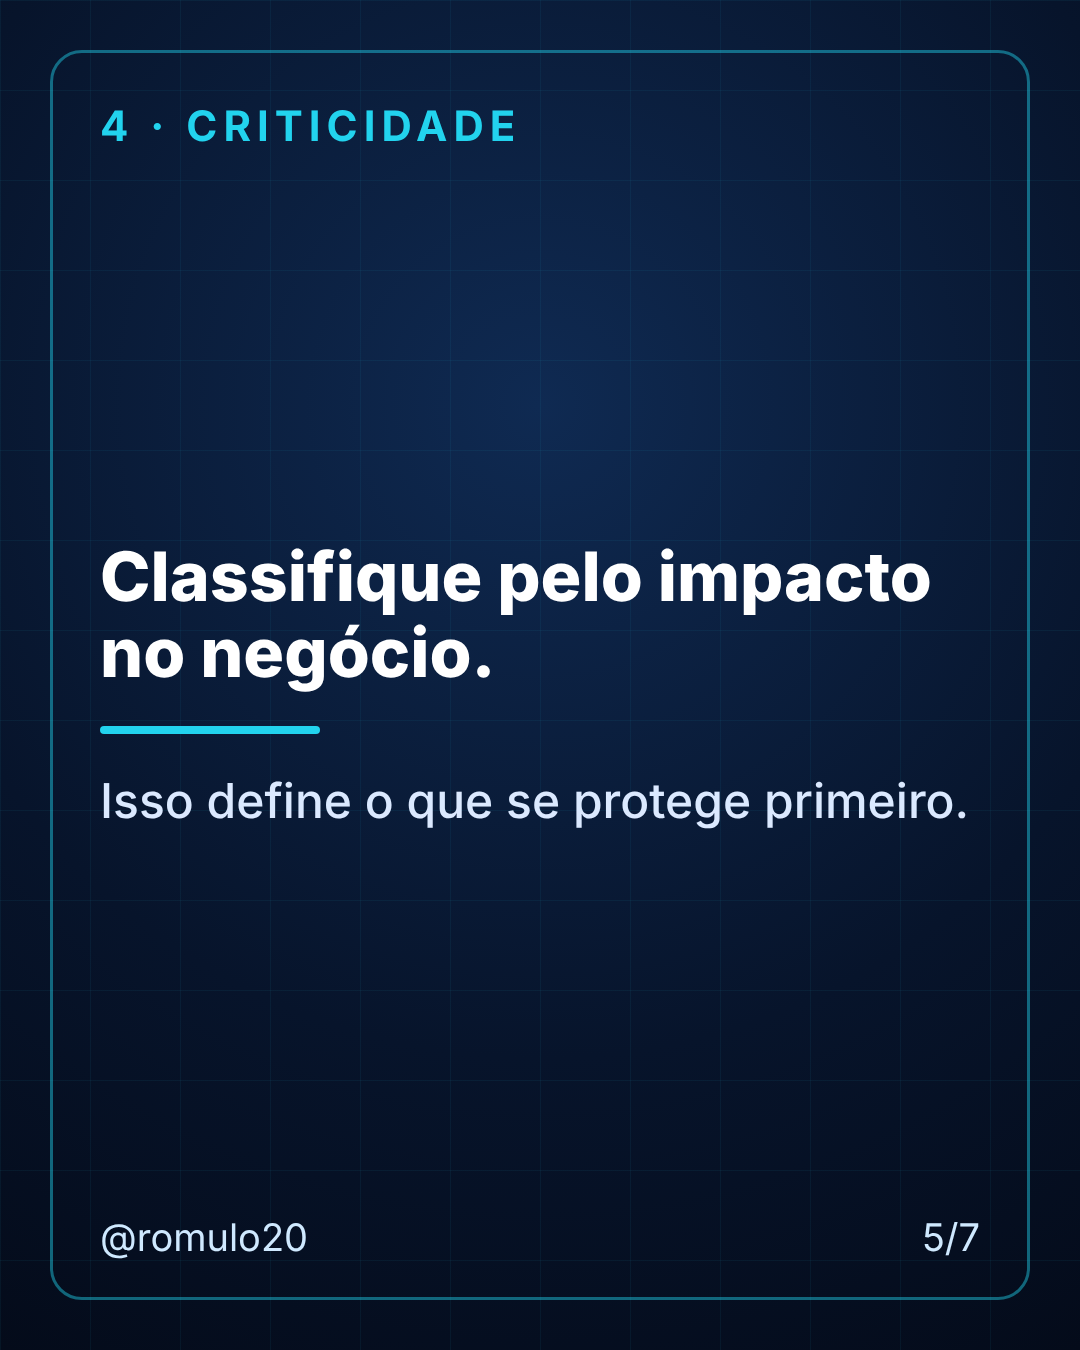 4 · CRITICIDADE
Classifique pelo impacto
no negócio.
Isso define o que se protege primeiro.
@romulo20
5/7